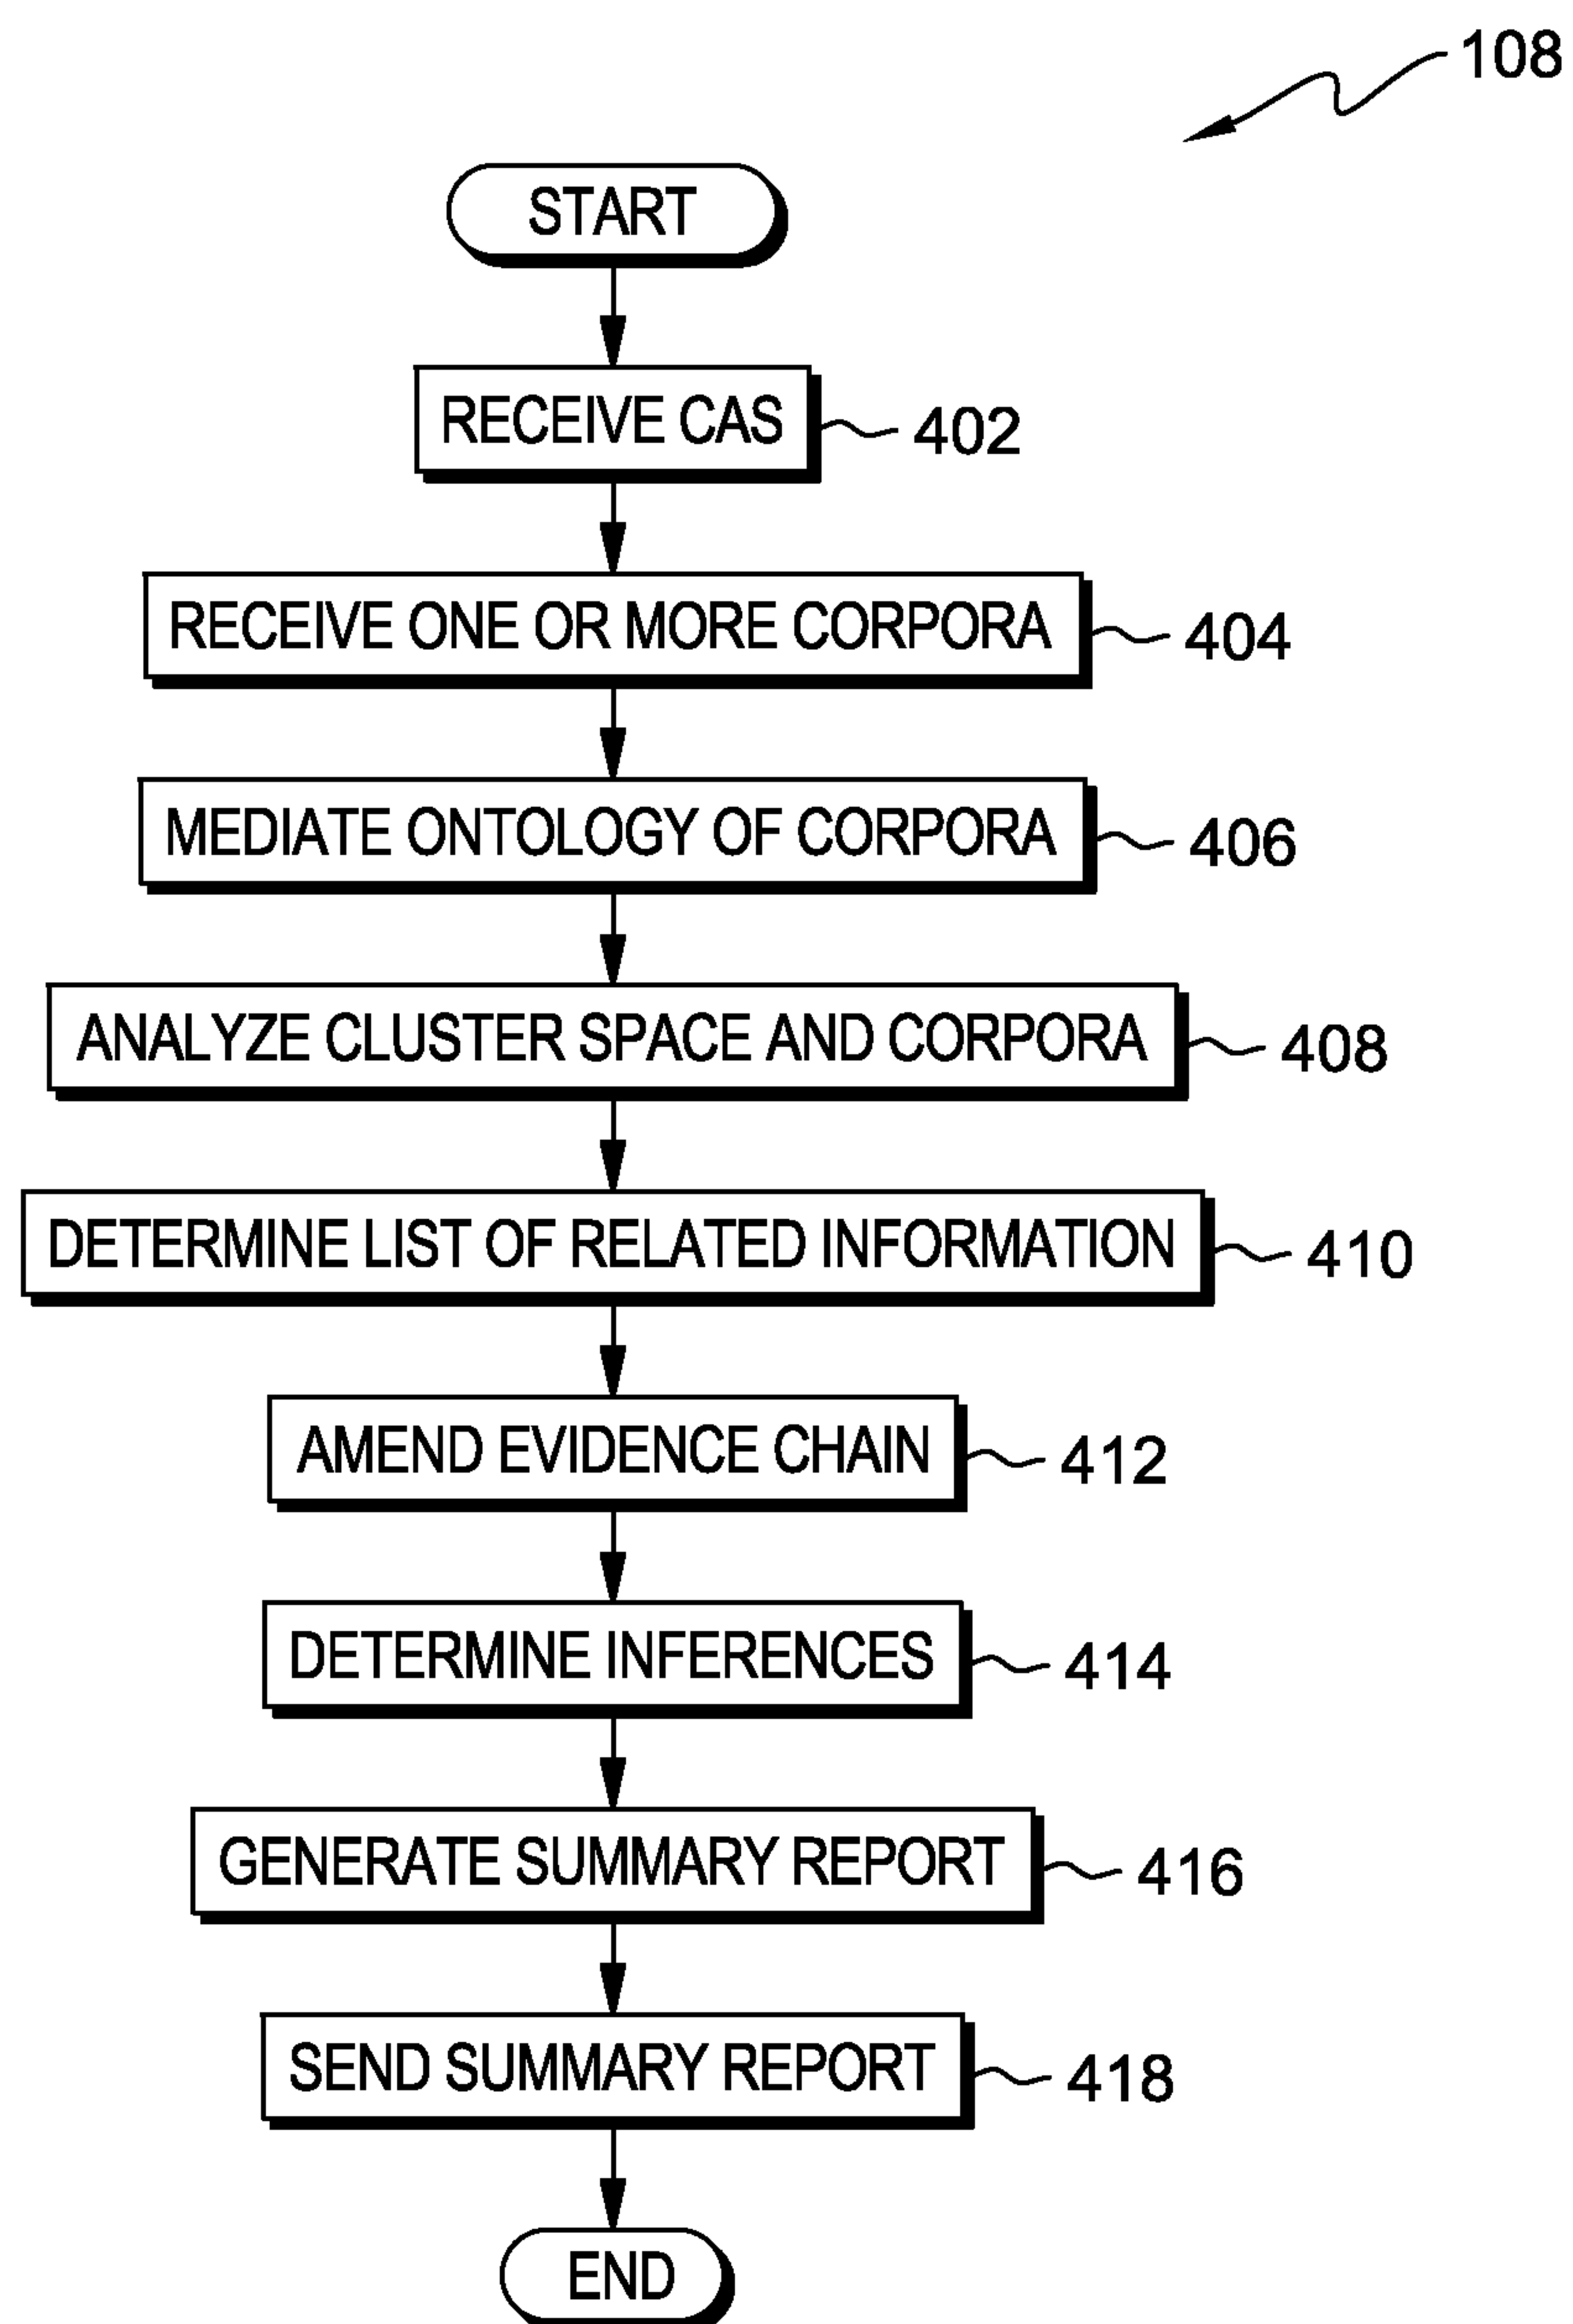 108
START
RECEIVE CAS
402
RECEIVE ONE OR MORE CORPORA
404
MEDIATE ONTOLOGY OF CORPORA
406
ANALYZE CLUSTER SPACE AND CORPORA
408
DETERMINE LIST OF RELATED INFORMATION
410
AMEND EVIDENCE CHAIN
412
DETERMINE INFERENCES
414
GENERATE SUMMARY REPORT
416
SEND SUMMARY REPORT
418
END